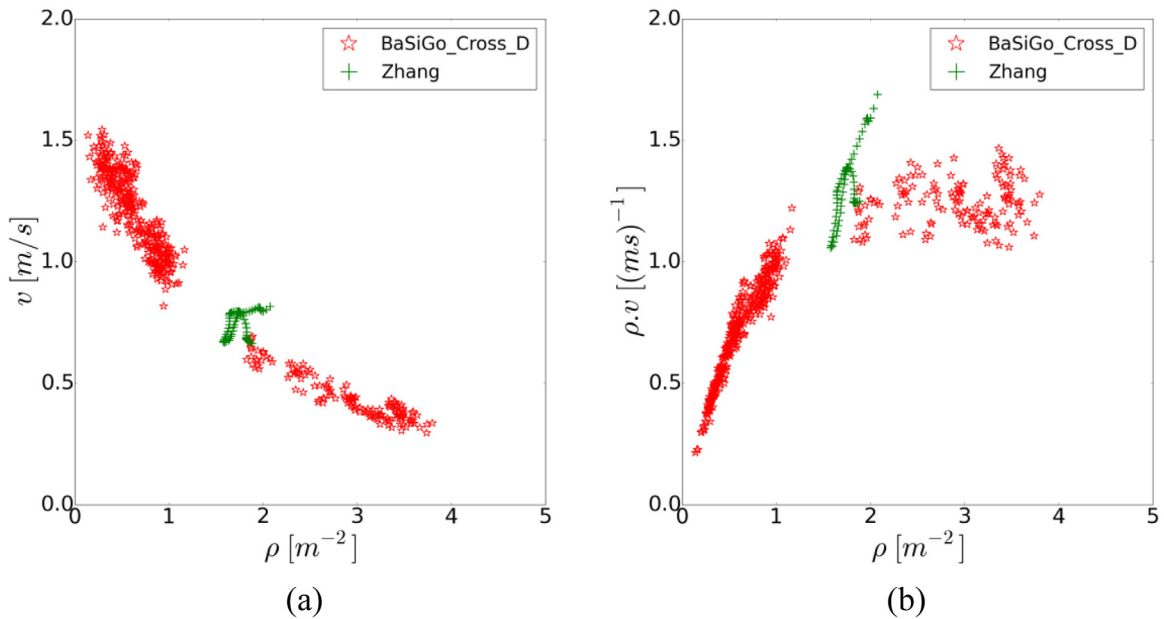 2.0
1.5
1.0
0.5
0.0
v [m/s]
BaSiGo_Cross_D
Zhang
0 1 2 3 4 5
ρ [m⁻²]
(a)
2.0
1.5
1.0
0.5
0.0
ρ.v [(ms)⁻¹]
BaSiGo_Cross_D
Zhang
0 1 2 3 4 5
ρ [m⁻²]
(b)